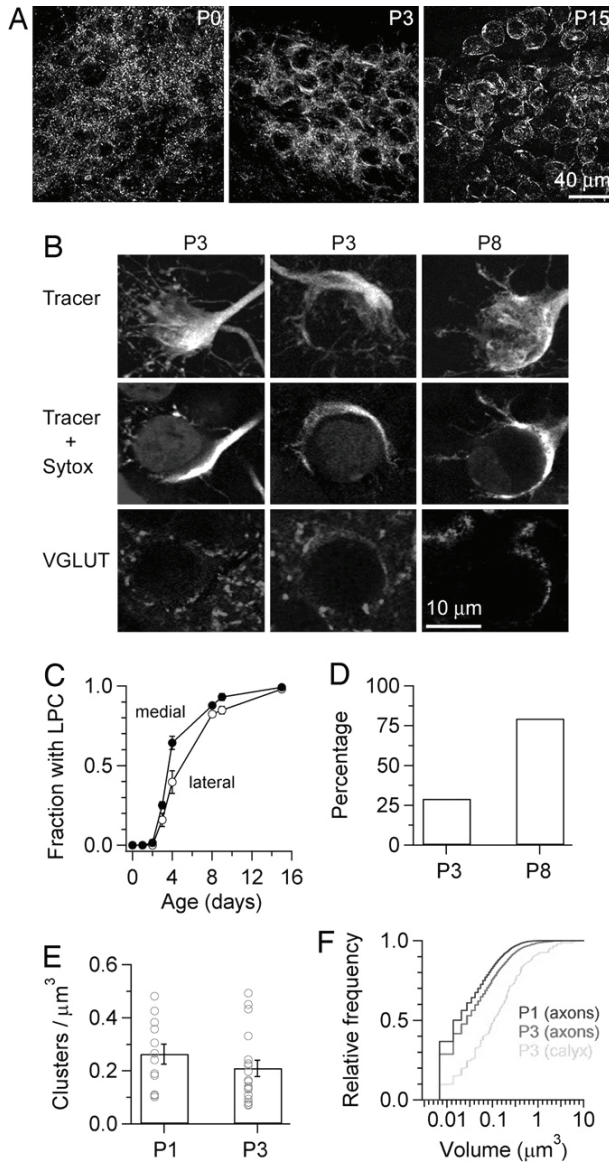 A
P0
P3
P15
40 μm
B
P3
P3
P8
Tracer
Tracer
+
Sytox
VGLUT
10 μm
C
Fraction with LPC
1.0
0.5
0.0
medial
lateral
0
4
8
12
16
Age (days)
D
Percentage
100
75
50
25
0
P3
P8
E
Clusters / μm³
0.6
0.4
0.2
0.0
P1
P3
F
Relative frequency
1.0
0.5
0.0
P1 (axons)
P3 (axons)
P3 (calyx)
0.01
0.1
1
10
Volume (μm³)